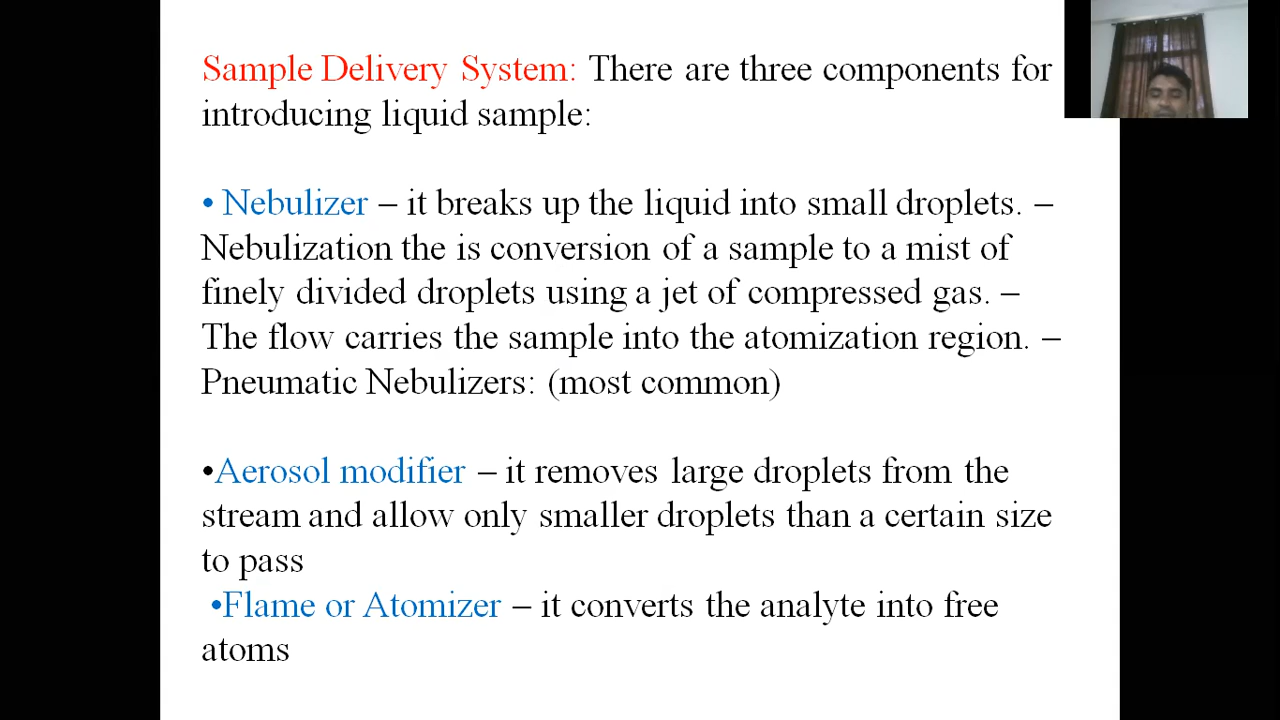 Sample Delivery System: There are three components for
introducing liquid sample:
• Nebulizer – it breaks up the liquid into small droplets. –
Nebulization the is conversion of a sample to a mist of
finely divided droplets using a jet of compressed gas. –
The flow carries the sample into the atomization region. –
Pneumatic Nebulizers: (most common)
•Aerosol modifier – it removes large droplets from the
stream and allow only smaller droplets than a certain size
to pass
•Flame or Atomizer – it converts the analyte into free
atoms